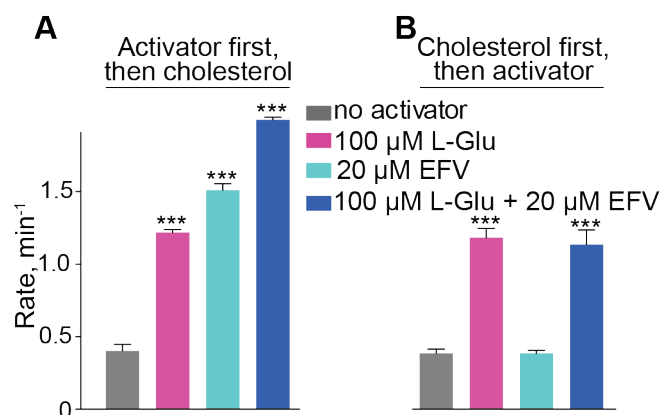 A
Activator first,
then cholesterol
B
Cholesterol first,
then activator
no activator
100 µM L-Glu
20 µM EFV
100 µM L-Glu + 20 µM EFV
***
***
***
***
***
Rate, min-1
1.5
1.0
0.5
0